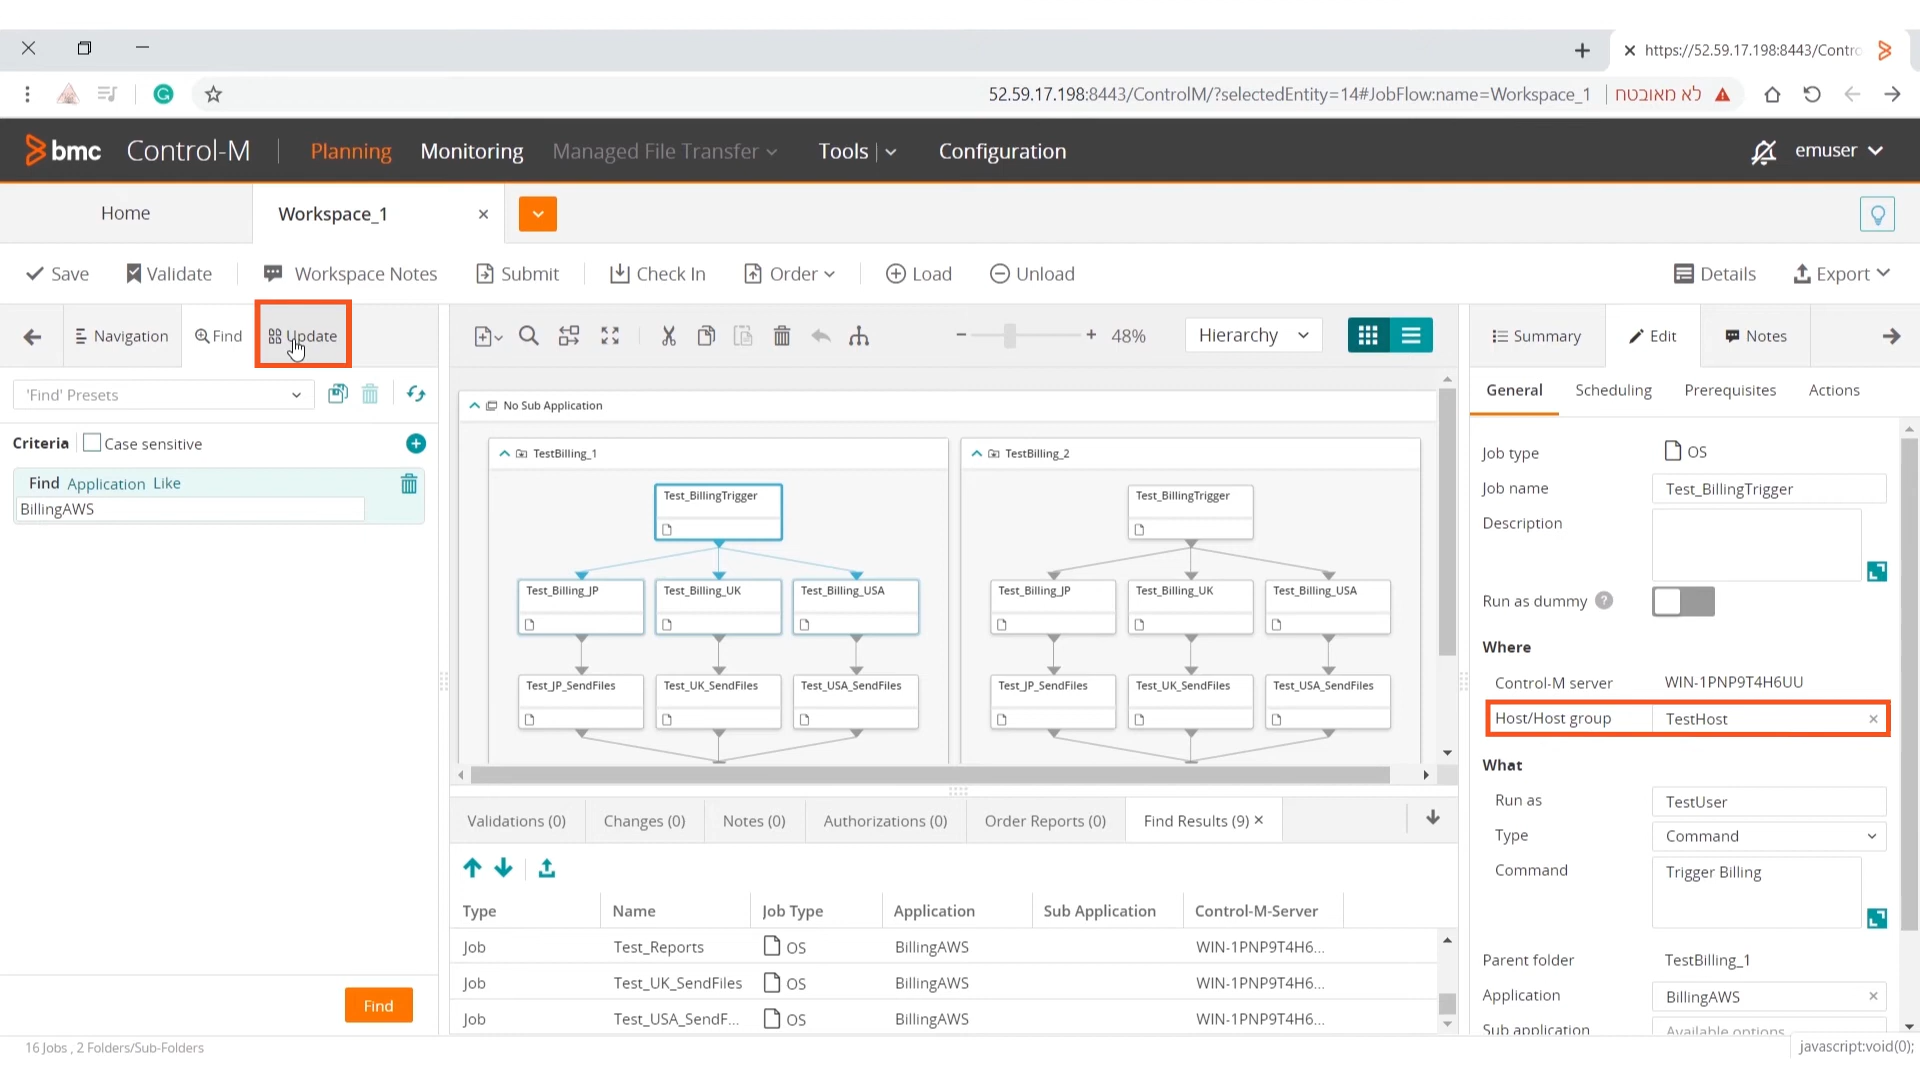 https://52.59.17.198:8443/Contro
52.59.17.198:8443/ControlM/?selectedEntity=14#JobFlow:name=Workspace_1
לא מאובטח
bmc Control-M
Planning
Monitoring
Managed File Transfer
Tools
Configuration
emuser
Home
Workspace_1
Save
Validate
Workspace Notes
Submit
Check In
Order
Load
Unload
Details
Export
Navigation
Find
Update
48%
Hierarchy
Summary
Edit
Notes
'Find' Presets
Criteria
Case sensitive
Find Application Like
BillingAWS
Find
No Sub Application
TestBilling_1
Test_BillingTrigger
Test_Billing_JP
Test_Billing_UK
Test_Billing_USA
Test_JP_SendFiles
Test_UK_SendFiles
Test_USA_SendFiles
TestBilling_2
Test_BillingTrigger
Test_Billing_JP
Test_Billing_UK
Test_Billing_USA
Test_JP_SendFiles
Test_UK_SendFiles
Test_USA_SendFiles
Validations (0)
Changes (0)
Notes (0)
Authorizations (0)
Order Reports (0)
Find Results (9)
Type Name Job Type Application Sub Application Control-M-Server
Job Test_Reports OS BillingAWS WIN-1PNP9T4H6...
Job Test_UK_SendFiles OS BillingAWS WIN-1PNP9T4H6...
Job Test_USA_SendF... OS BillingAWS WIN-1PNP9T4H6...
General
Scheduling
Prerequisites
Actions
Job type OS
Job name Test_BillingTrigger
Description
Run as dummy ?
Where
Control-M server WIN-1PNP9T4H6UU
Host/Host group TestHost
What
Run as TestUser
Type Command
Command Trigger Billing
Parent folder TestBilling_1
Application BillingAWS
Sub application Available options
16 Jobs , 2 Folders/Sub-Folders
javascript:void(0);